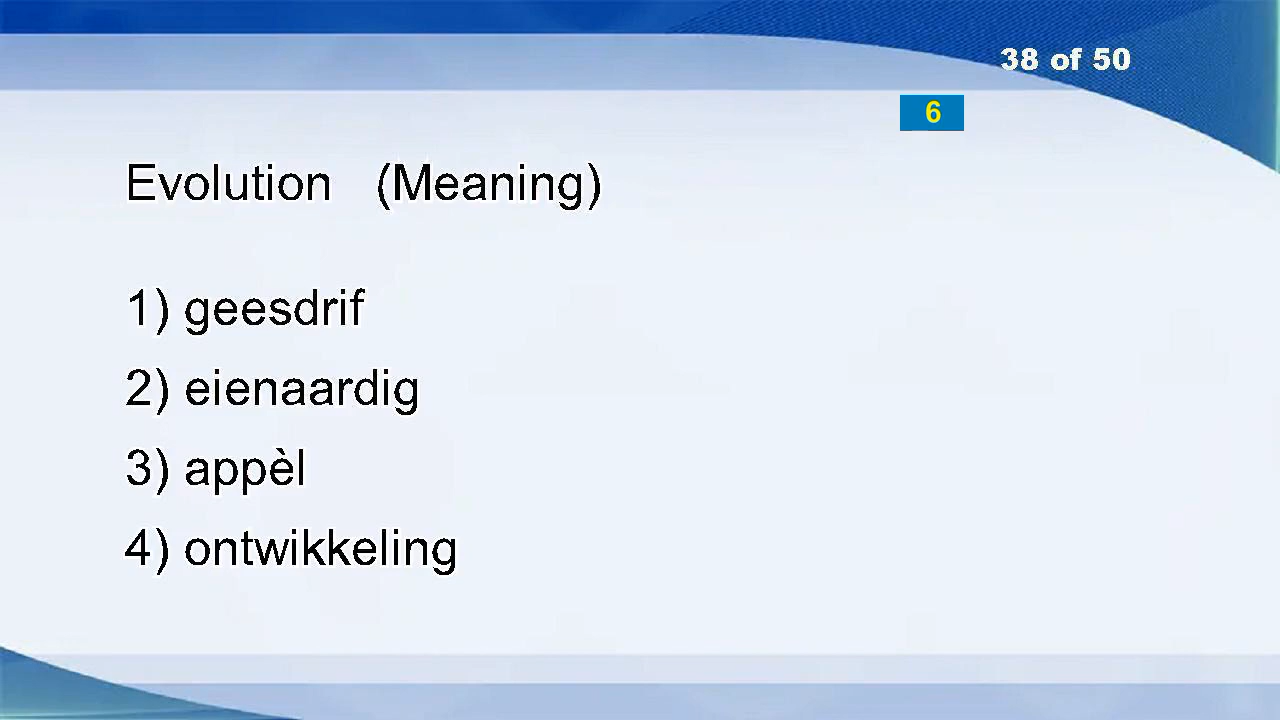 38 of 50
6
Evolution (Meaning)
1) geesdrif
2) eienaardig
3) appèl
4) ontwikkeling